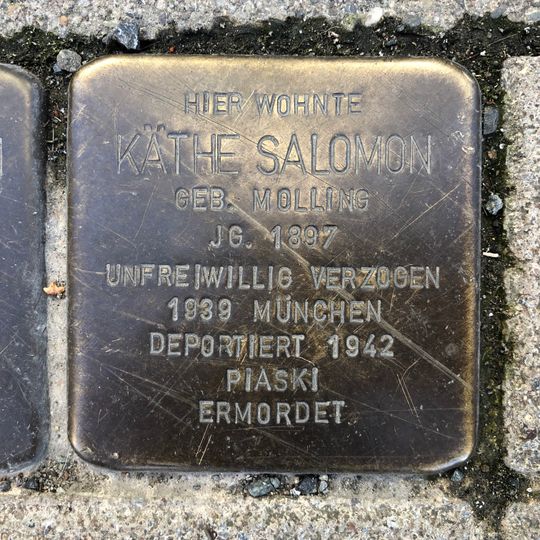 HIER WOHNTE
KÄTHE SALOMON
GEB. MOLLING
JG. 1897
UNFREIWILLIG VERZOGEN
1939 MÜNCHEN
DEPORTIERT 1942
PIASKI
ERMORDET